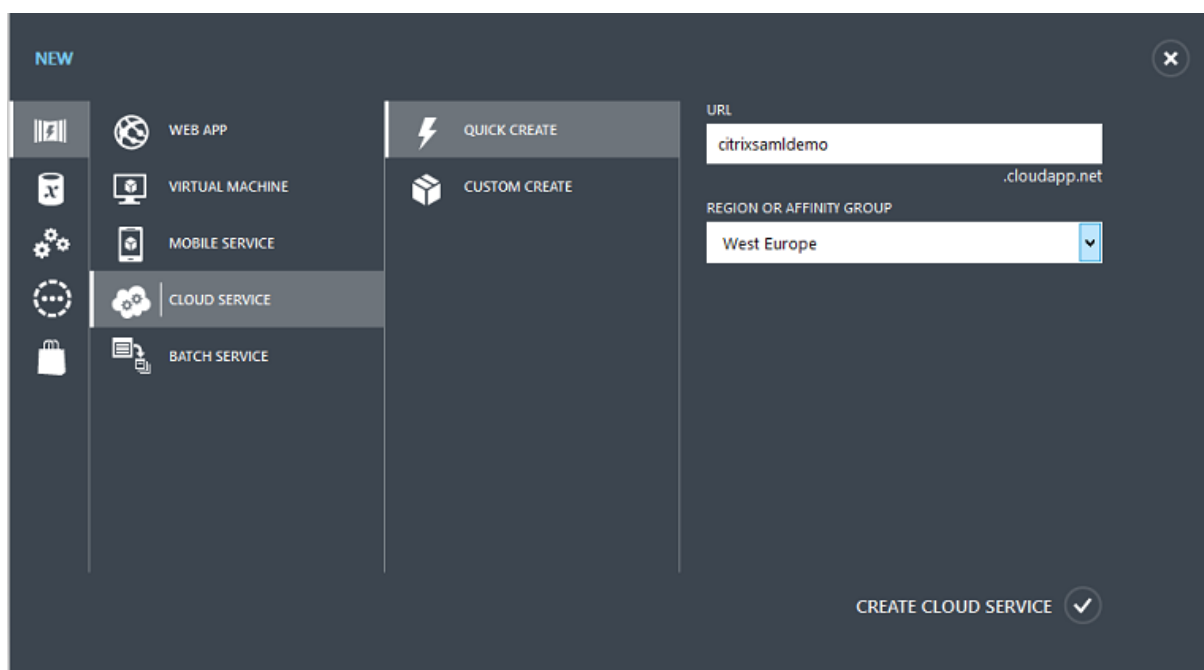 NEW
WEB APP
VIRTUAL MACHINE
MOBILE SERVICE
CLOUD SERVICE
BATCH SERVICE
QUICK CREATE
CUSTOM CREATE
URL
citrixsamldemo
.cloudapp.net
REGION OR AFFINITY GROUP
West Europe
CREATE CLOUD SERVICE